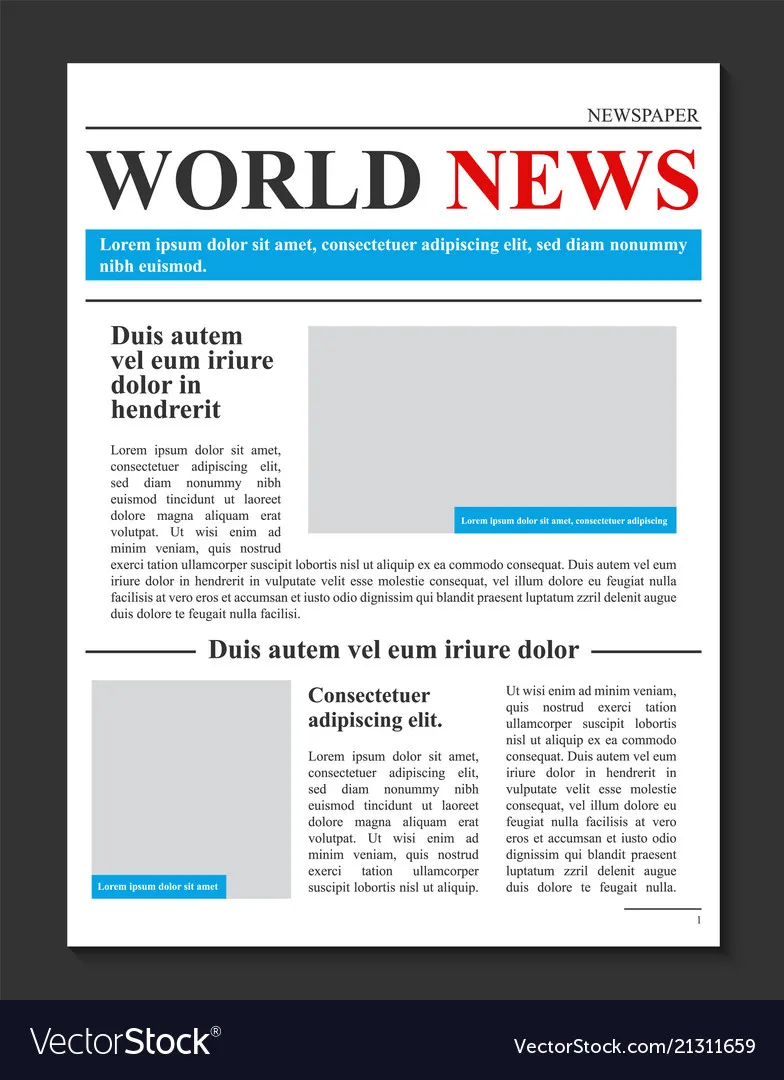 NEWSPAPER
WORLD NEWS
Lorem ipsum dolor sit amet, consectetuer adipiscing elit, sed diam nonummy
nibh euismod.
Duis autem
vel eum iriure
dolor in
hendrerit
Lorem ipsum dolor sit amet,
consectetuer adipiscing elit,
sed diam nonummy nibh
euismod tincidunt ut laoreet
dolore magna aliquam erat
volutpat. Ut wisi enim ad
minim veniam, quis nostrud
exerci tation ullamcorper suscipit lobortis nisl ut aliquip ex ea commodo consequat. Duis autem vel eum
iriure dolor in hendrerit in vulputate velit esse molestie consequat, vel illum dolore eu feugiat nulla
facilisis at vero eros et accumsan et iusto odio dignissim qui blandit praesent luptatum zzril delenit augue
duis dolore te feugait nulla facilisi.
Lorem ipsum dolor sit amet, consectetuer adipiscing
Duis autem vel eum iriure dolor
Lorem ipsum dolor sit amet
Consectetuer
adipiscing elit.
Lorem ipsum dolor sit amet,
consectetuer adipiscing elit,
sed diam nonummy nibh
euismod tincidunt ut laoreet
dolore magna aliquam erat
volutpat. Ut wisi enim ad
minim veniam, quis nostrud
exerci tation ullamcorper
suscipit lobortis nisl ut aliquip.
Ut wisi enim ad minim veniam,
quis nostrud exerci tation
ullamcorper suscipit lobortis
nisl ut aliquip ex ea commodo
consequat. Duis autem vel eum
iriure dolor in hendrerit in
vulputate velit esse molestie
consequat, vel illum dolore eu
feugiat nulla facilisis at vero
eros et accumsan et iusto odio
dignissim qui blandit praesent
luptatum zzril delenit augue
duis dolore te feugait nulla.
1
VectorStock®
VectorStock.com/21311659